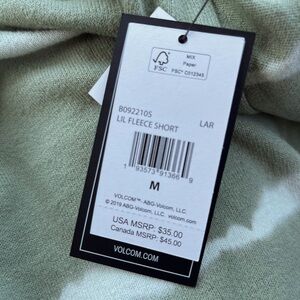 MIX
Paper
FSC
FSC® C012345
B0922105
LIL FLEECE SHORT LAR
1 93573 91366 9
M
VOLCOM™- ABG-Volcom, LLC.
© 2019 ABG-Volcom, LLC. volcom.com
USA MSRP: $35.00
Canada MSRP: $45.00
VOLCOM.COM